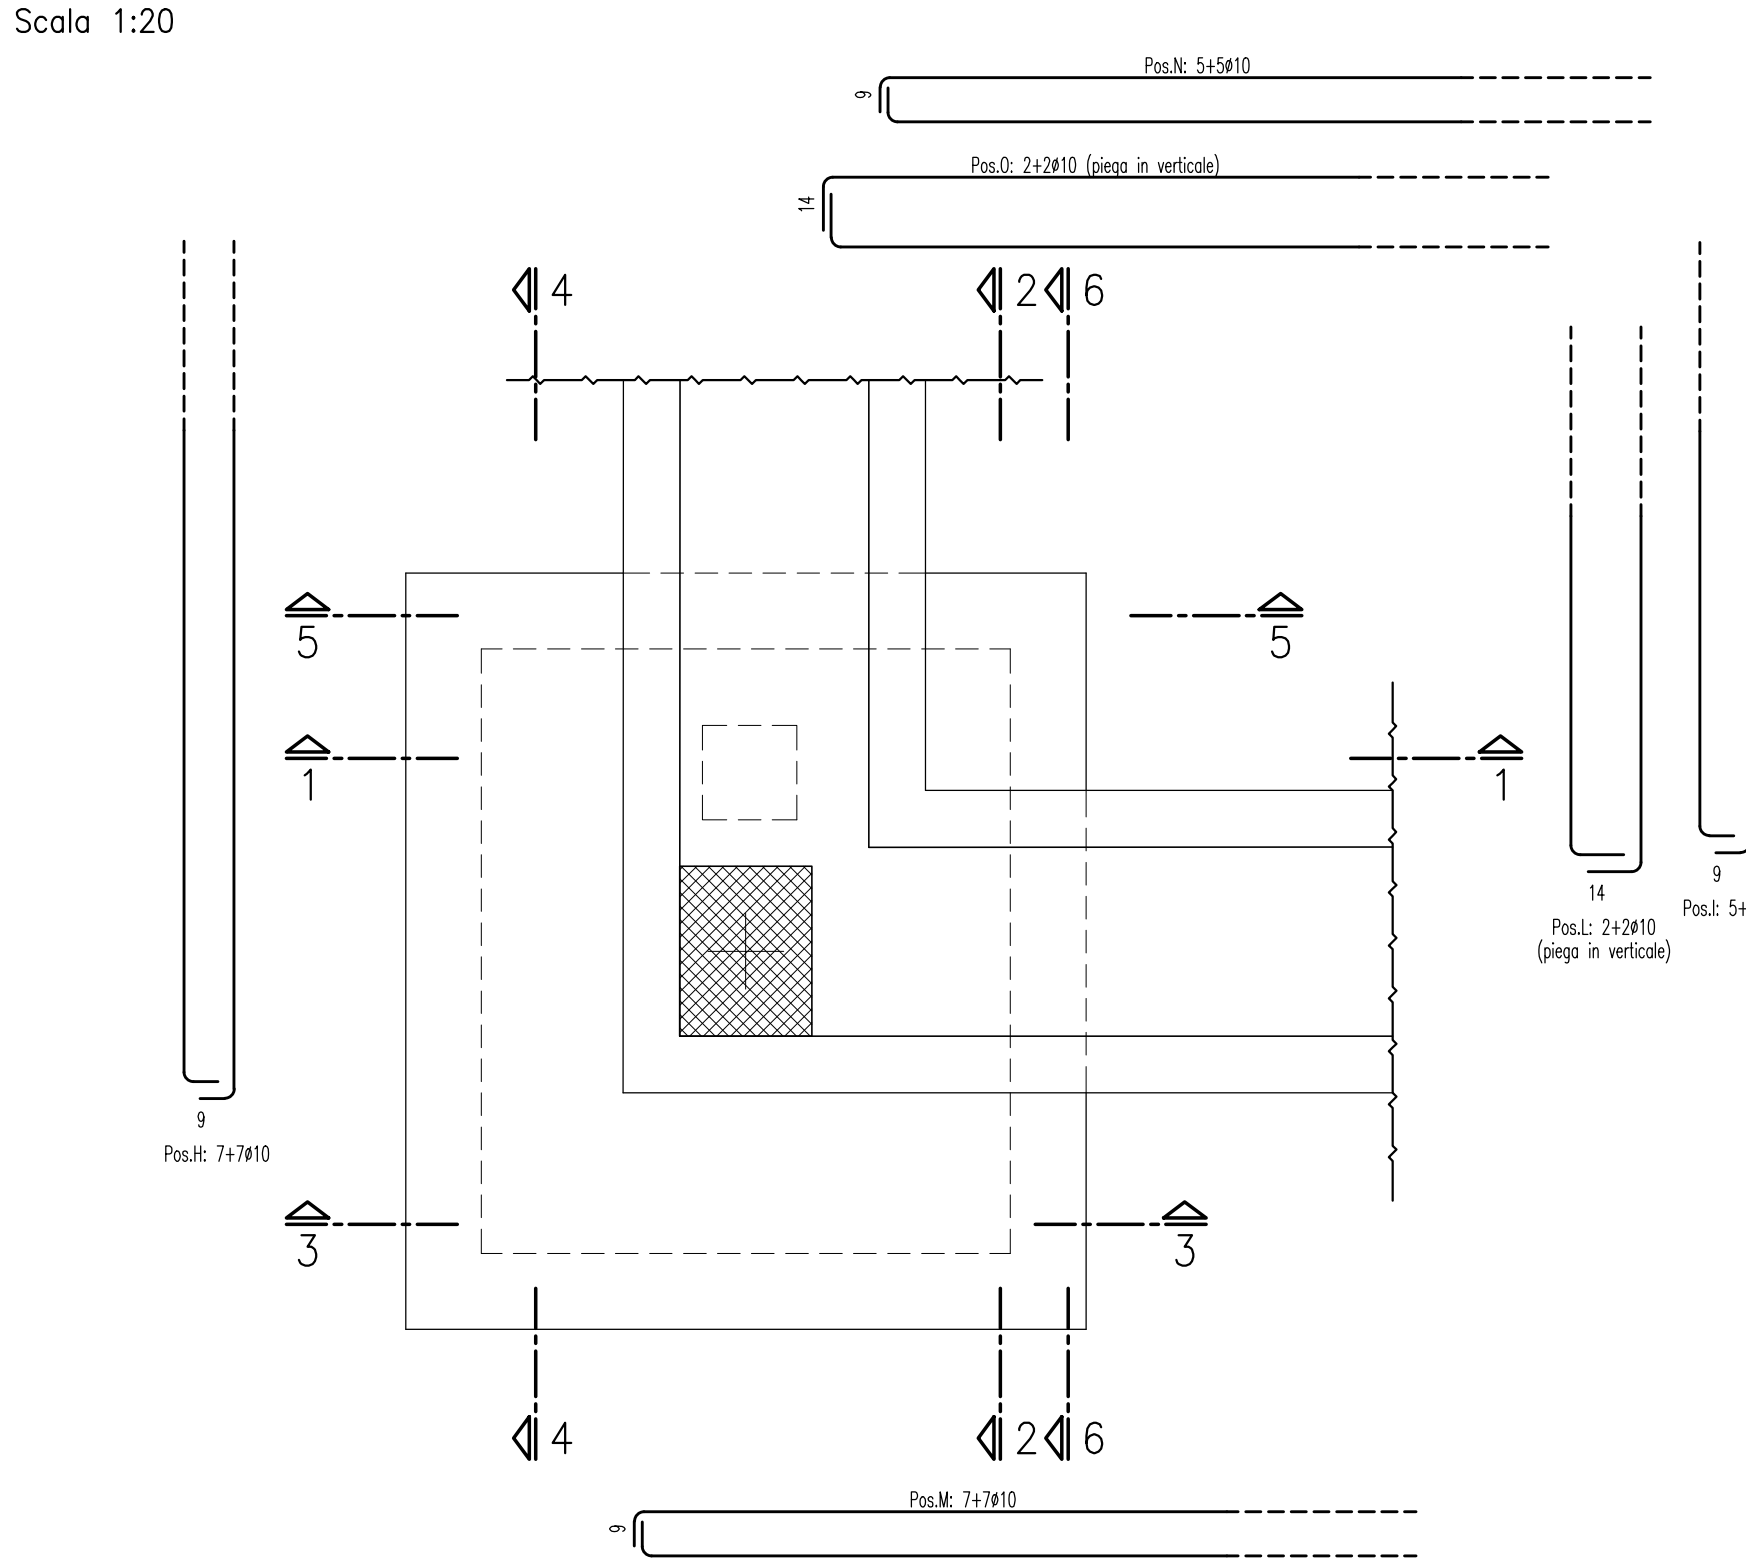 Scala 1:20
Pos.N: 5+5ø10
9
Pos.O: 2+2ø10 (piega in verticale)
14
4
2
6
5
5
1
1
9
14
Pos.I: 5+
Pos.L: 2+2ø10
(piega in verticale)
9
Pos.H: 7+7ø10
3
3
4
2
6
Pos.M: 7+7ø10
9